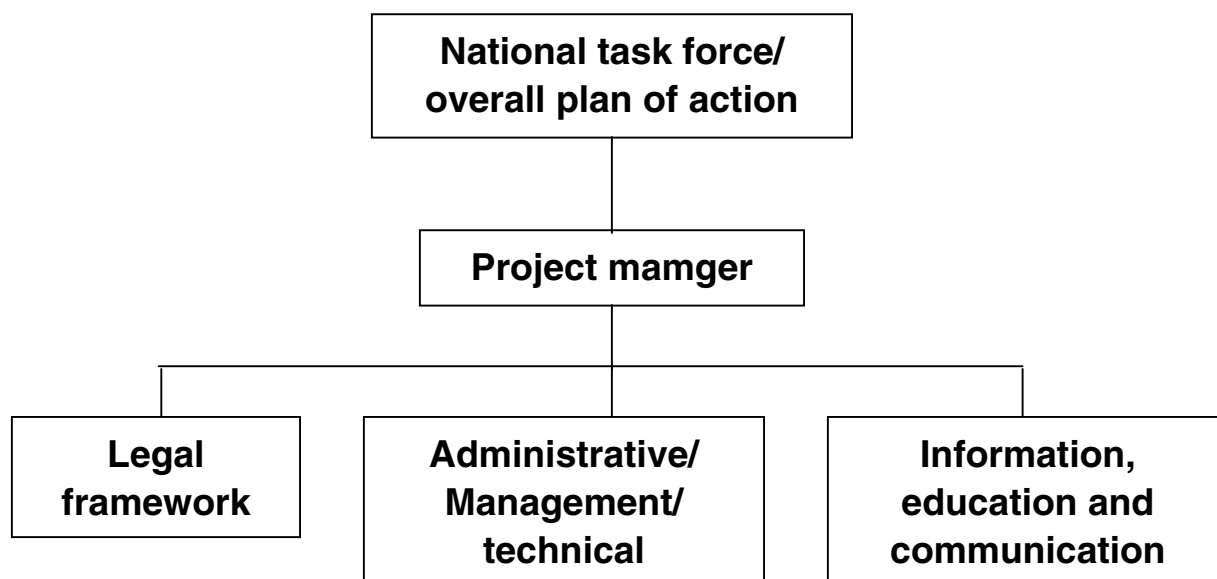 National task force/
overall plan of action
Project mamger
Legal
framework
Administrative/
Management/
technical
Information,
education and
communication